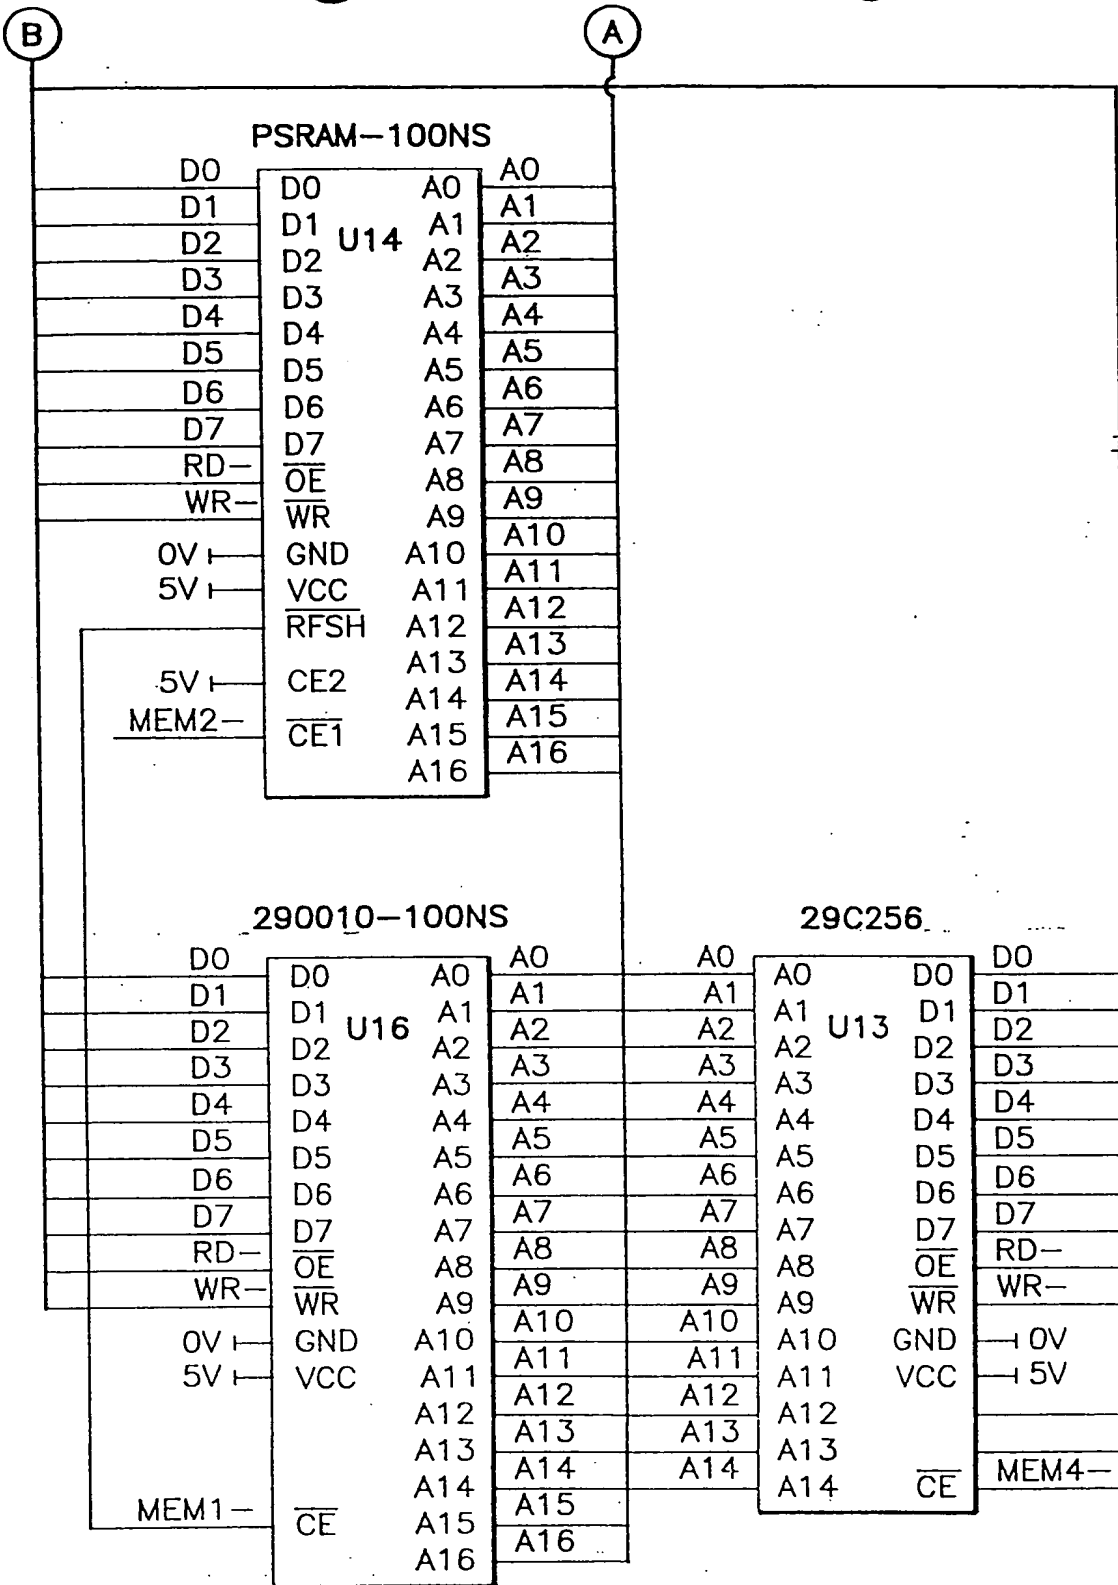 B A
PSRAM-100NS
U14
D0 D0 A0 A0
D1 D1 A1 A1
D2 D2 A2 A2
D3 D3 A3 A3
D4 D4 A4 A4
D5 D5 A5 A5
D6 D6 A6 A6
D7 D7 A7 A7
RD- OE A8 A8
WR- WR A9 A9
0V GND A10 A10
5V VCC A11 A11
RFSH A12 A12
A13 A13
5V CE2 A14 A14
MEM2- CE1 A15 A15
A16 A16
290010-100NS 29C256
U16 U13
D0 D0 A0 A0 A0 A0 D0 D0
D1 D1 A1 A1 A1 A1 D1 D1
D2 D2 A2 A2 A2 A2 D2 D2
D3 D3 A3 A3 A3 A3 D3 D3
D4 D4 A4 A4 A4 A4 D4 D4
D5 D5 A5 A5 A5 A5 D5 D5
D6 D6 A6 A6 A6 A6 D6 D6
D7 D7 A7 A7 A7 A7 D7 D7
RD- OE A8 A8 A8 A8 OE RD-
WR- WR A9 A9 A9 A9 WR WR-
0V GND A10 A10 A10 A10 GND 0V
5V VCC A11 A11 A11 A11 VCC 5V
A12 A12 A12 A12
A13 A13 A13 A13
A14 A14 A14 A14 CE MEM4-
MEM1- CE A15 A15
A16 A16